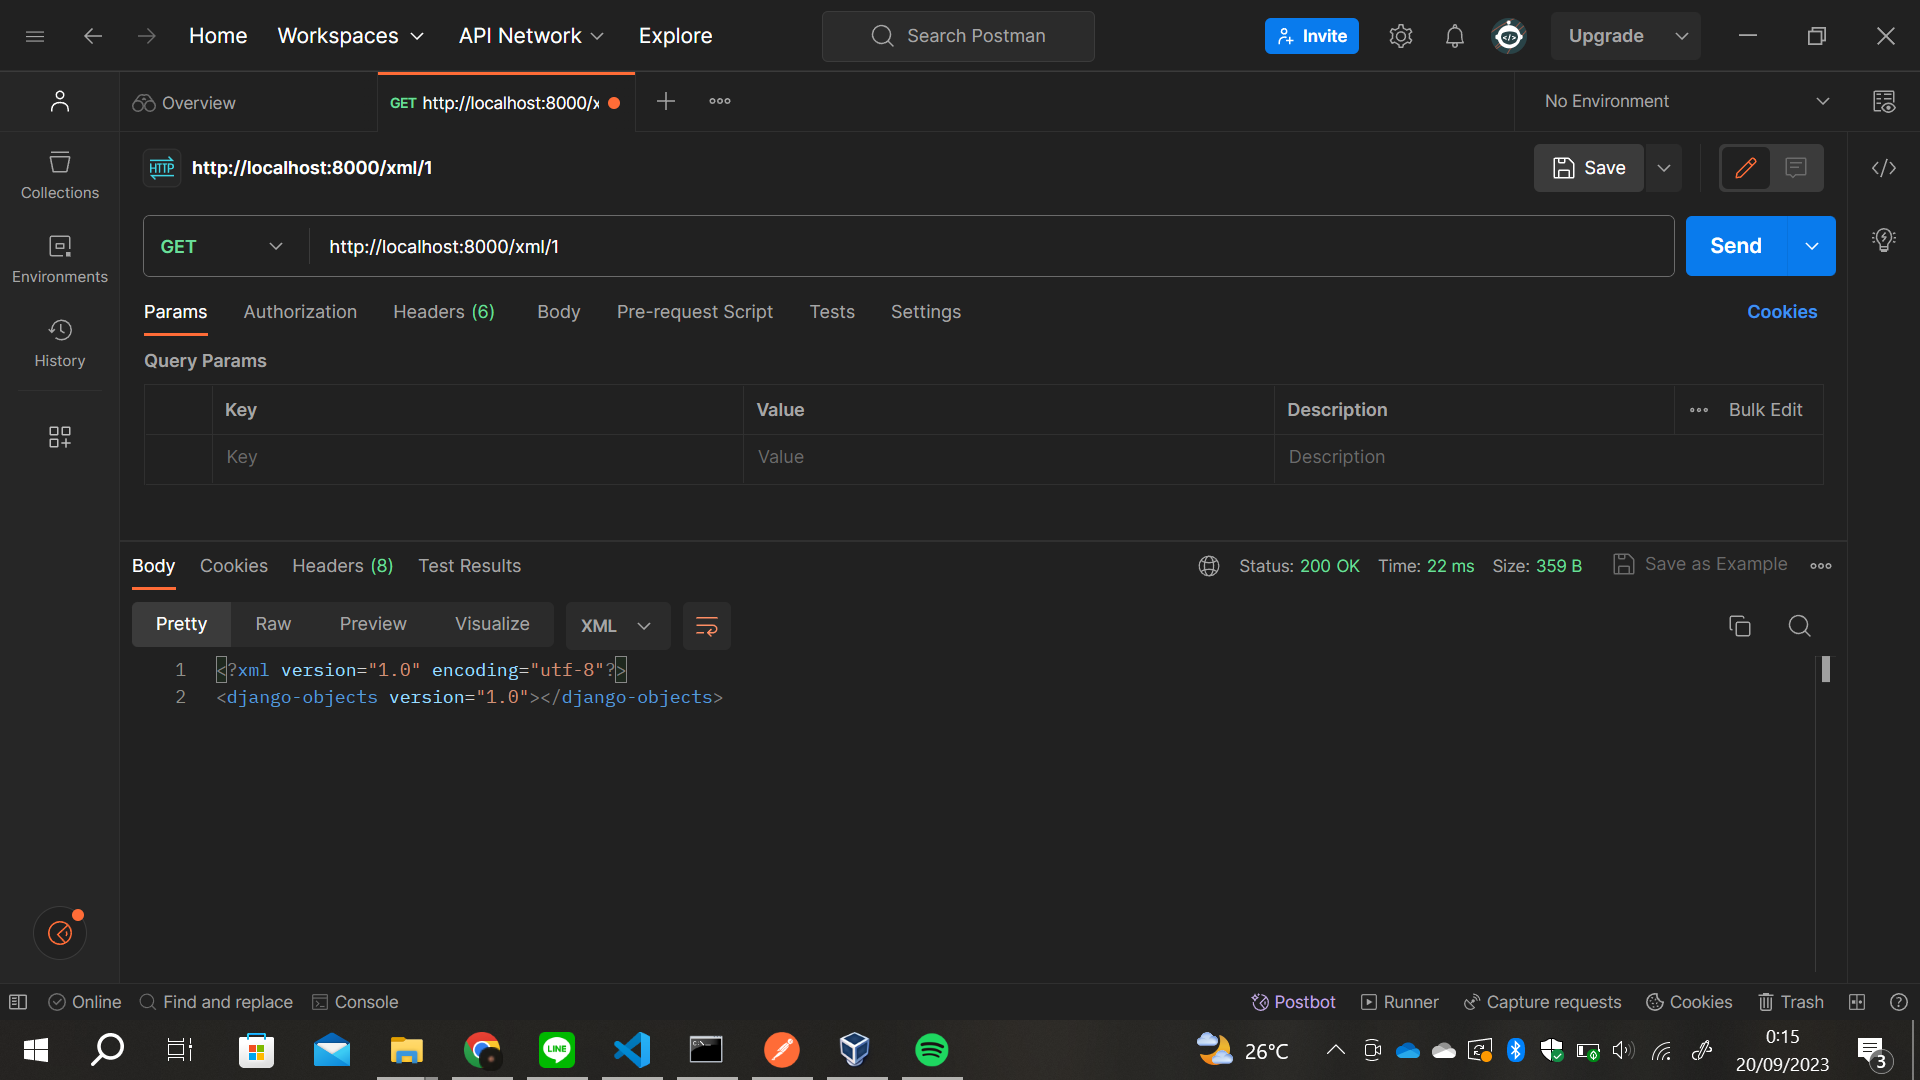 Home Workspaces API Network Explore Search Postman Invite Upgrade
Overview GET http://localhost:8000/x No Environment
HTTP http://localhost:8000/xml/1 Save
Collections
GET http://localhost:8000/xml/1 Send
Environments
Params Authorization Headers (6) Body Pre-request Script Tests Settings Cookies
History
Query Params
Key Value Description Bulk Edit
Key Value Description
Body Cookies Headers (8) Test Results Status: 200 OK Time: 22 ms Size: 359 B Save as Example
Pretty Raw Preview Visualize XML
1 <?xml version="1.0" encoding="utf-8"?>
2 <django-objects version="1.0"></django-objects>
Online Find and replace Console Postbot Runner Capture requests Cookies Trash
LINE 26°C 0:15
20/09/2023 3